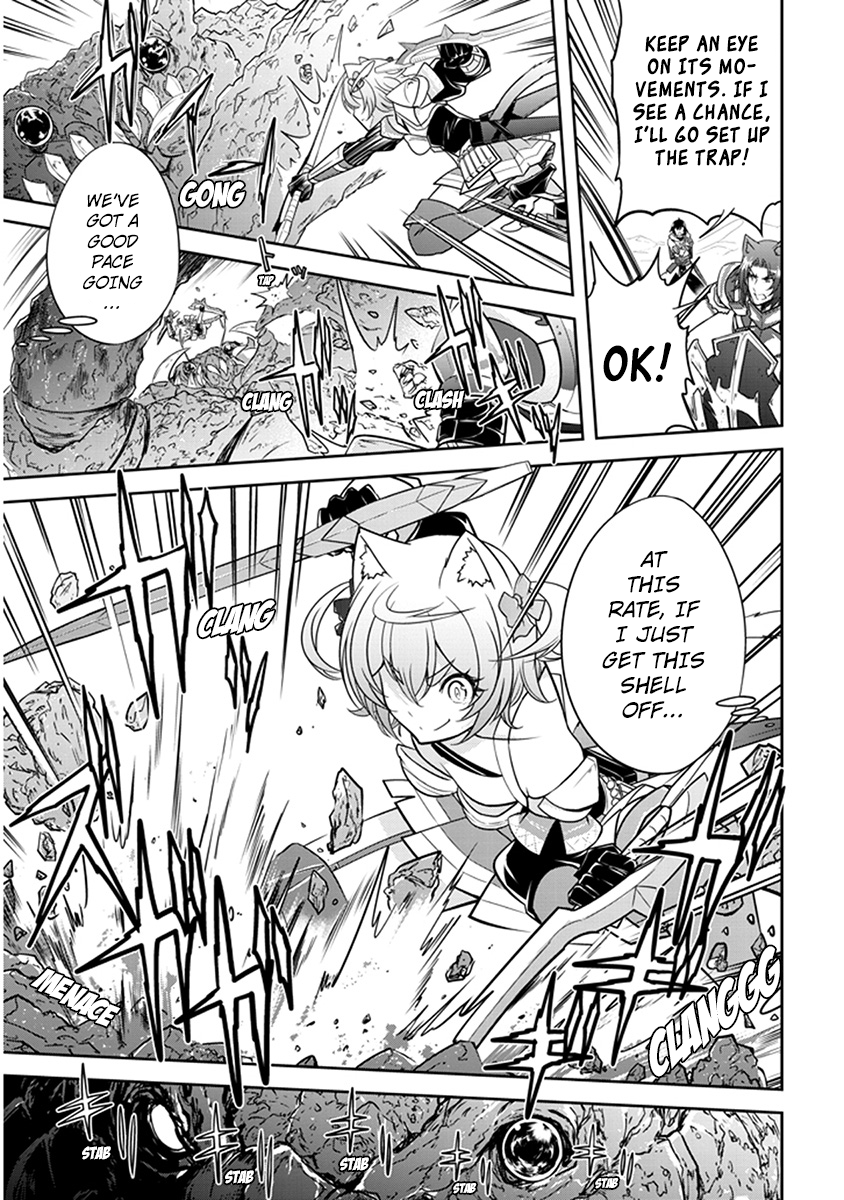 KEEP AN EYE
ON ITS MO-
VEMENTS. IF I
SEE A CHANCE,
I'LL GO SET UP
THE TRAP!
OK!
GONG
WE'VE
GOT A
GOOD
PACE
GOING
...
TAP
CLASH
CLANG
AT
THIS
RATE, IF
I JUST
GET THIS
SHELL
OFF...
CLANG
MENACE
CLANGGG
STAB
STAB
STAB
STAB